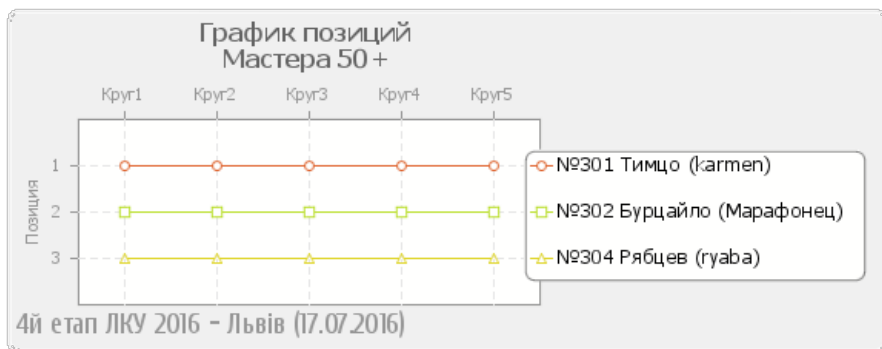 График позиций
Мастера 50 +
Круг1 Круг2 Круг3 Круг4 Круг5
Позиция
1
2
3
№301 Тимцо (karmen)
№302 Бурцайло (Марафонец)
№304 Рябцев (ryaba)
4й етап ЛКУ 2016 - Львів (17.07.2016)